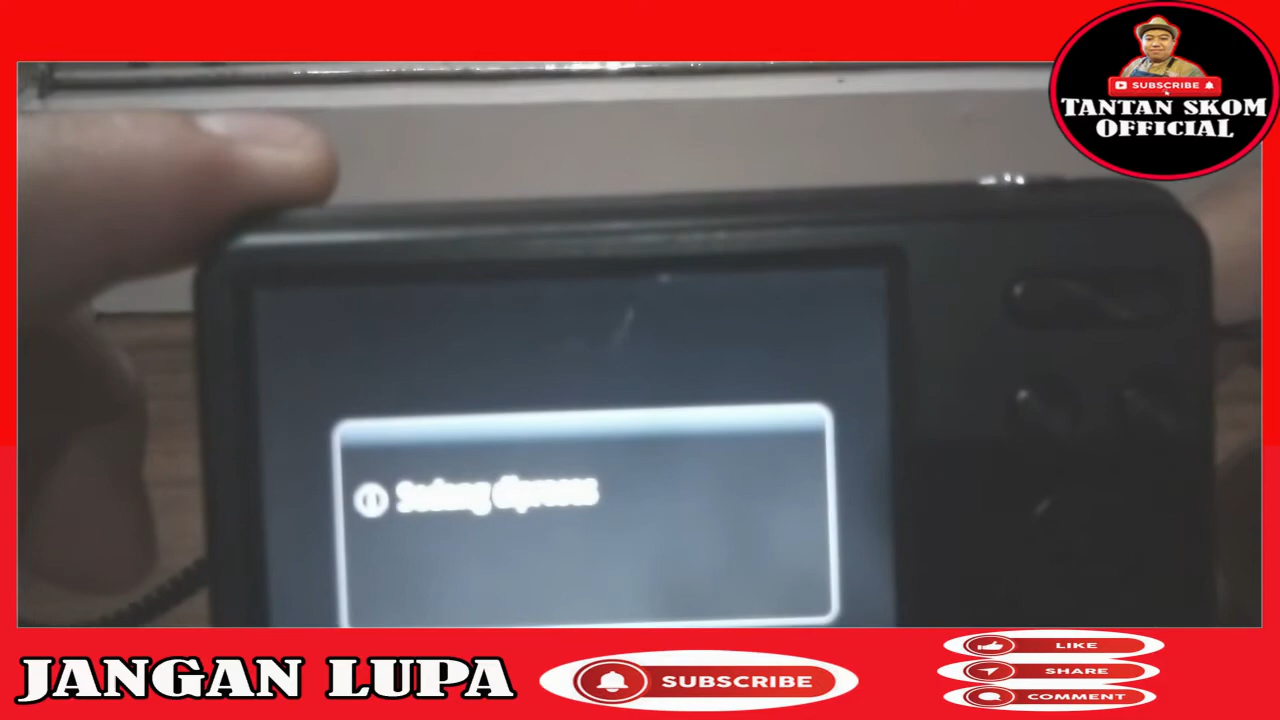 SUBSCRIBE
TANTAN SKOM
OFFICIAL
Sedang diproses
JANGAN LUPA
SUBSCRIBE
LIKE
SHARE
COMMENT